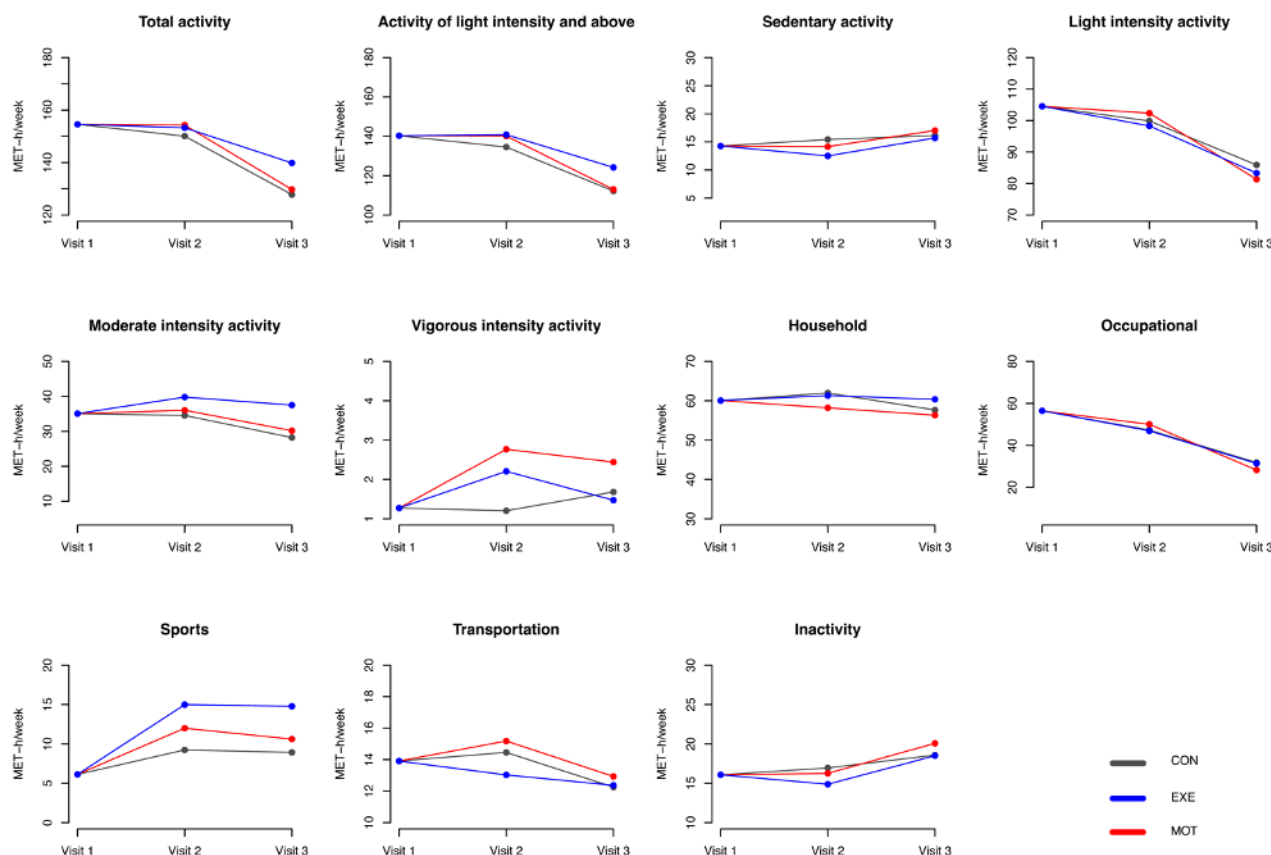 Total activity
Activity of light intensity and above
Sedentary activity
Light intensity activity
MET−h/week
120
140
160
180
Visit 1
Visit 2
Visit 3
MET−h/week
100
120
140
160
180
Visit 1
Visit 2
Visit 3
MET−h/week
5
10
15
20
25
30
Visit 1
Visit 2
Visit 3
MET−h/week
70
80
90
100
110
120
Visit 1
Visit 2
Visit 3
Moderate intensity activity
Vigorous intensity activity
Household
Occupational
MET−h/week
10
20
30
40
50
Visit 1
Visit 2
Visit 3
MET−h/week
1
2
3
4
5
Visit 1
Visit 2
Visit 3
MET−h/week
30
40
50
60
70
Visit 1
Visit 2
Visit 3
MET−h/week
20
40
60
80
Visit 1
Visit 2
Visit 3
Sports
Transportation
Inactivity
MET−h/week
0
5
10
15
20
Visit 1
Visit 2
Visit 3
MET−h/week
10
12
14
16
18
20
Visit 1
Visit 2
Visit 3
MET−h/week
10
15
20
25
30
Visit 1
Visit 2
Visit 3
CON
EXE
MOT